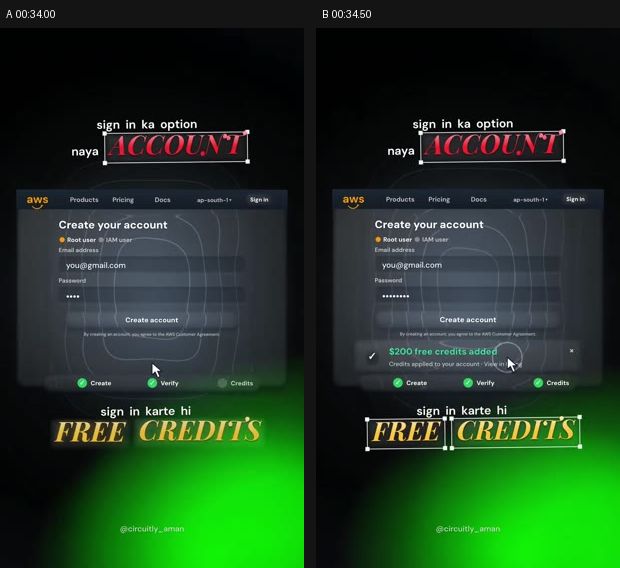 A 00:34.00
sign in ka option
naya ACCOUNT
aws Products Pricing Docs ap-south-1 Sign in
Create your account
Root user IAM user
Email address
you@gmail.com
Password
••••
Create account
By creating an account, you agree to the AWS Customer Agreement.
Create Verify Credits
sign in karte hi
FREE CREDITS
@circuitly_aman
B 00:34.50
sign in ka option
naya ACCOUNT
aws Products Pricing Docs ap-south-1 Sign in
Create your account
Root user IAM user
Email address
you@gmail.com
Password
••••••••
Create account
By creating an account, you agree to the AWS Customer Agreement.
$200 free credits added
Credits applied to your account · View in
Create Verify Credits
sign in karte hi
FREE CREDITS
@circuitly_aman